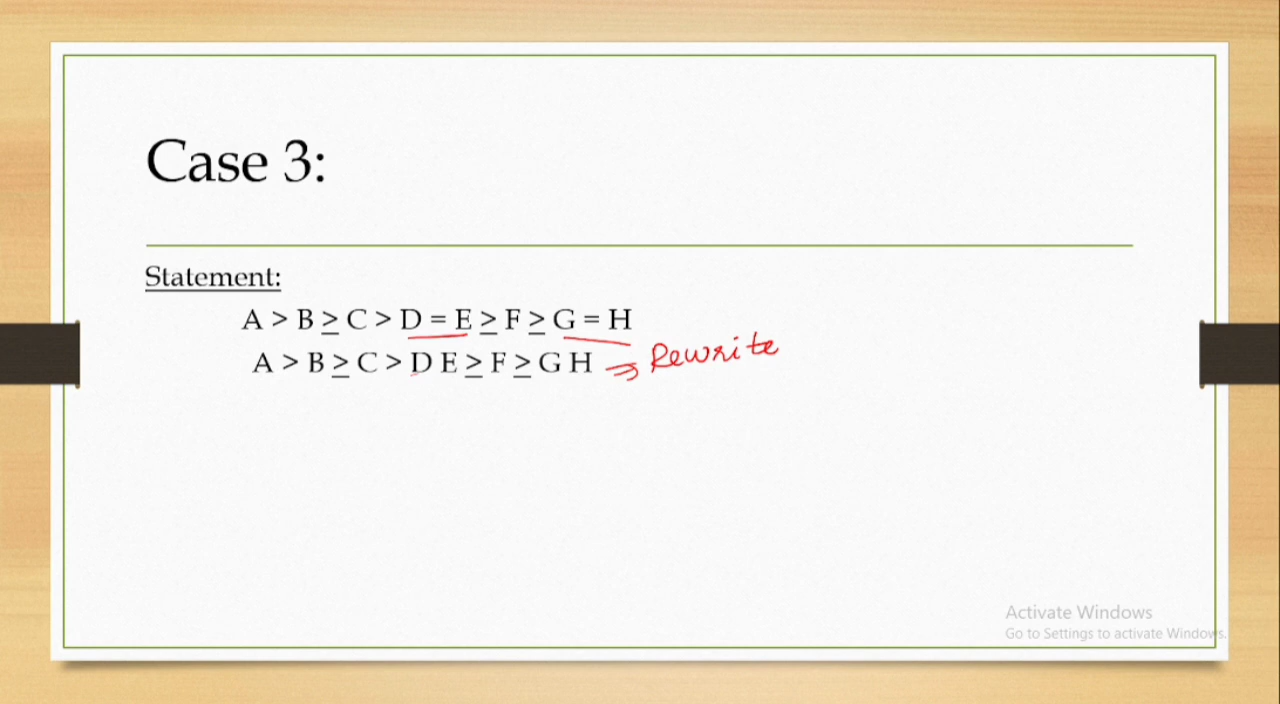 Case 3:
Statement:
A > B ≥ C > D = E ≥ F ≥ G = H
A > B ≥ C > D E ≥ F ≥ G H ⇒ Rewrite
Activate Windows
Go to Settings to activate Windows.